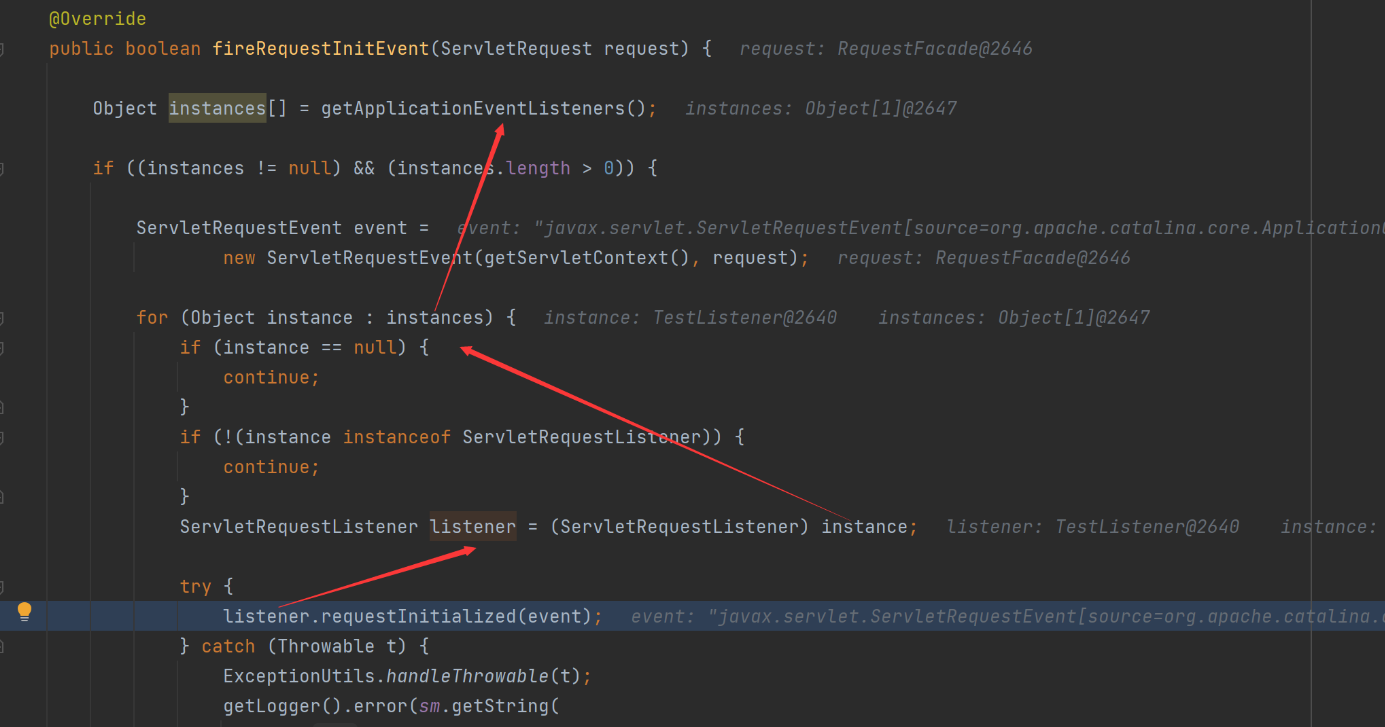 @Override
public boolean fireRequestInitEvent(ServletRequest request) {   request: RequestFacade@2646
Object instances[] = getApplicationEventListeners();   instances: Object[1]@2647
if ((instances != null) && (instances.length > 0)) {
ServletRequestEvent event =   event: "javax.servlet.ServletRequestEvent[source=org.apache.catalina.core.Application
new ServletRequestEvent(getServletContext(), request);   request: RequestFacade@2646
for (Object instance : instances) {   instance: TestListener@2640   instances: Object[1]@2647
if (instance == null) {
continue;
}
if (!(instance instanceof ServletRequestListener)) {
continue;
}
ServletRequestListener listener = (ServletRequestListener) instance;   listener: TestListener@2640   instance:
try {
listener.requestInitialized(event);   event: "javax.servlet.ServletRequestEvent[source=org.apache.catalina.
} catch (Throwable t) {
ExceptionUtils.handleThrowable(t);
getLogger().error(sm.getString(